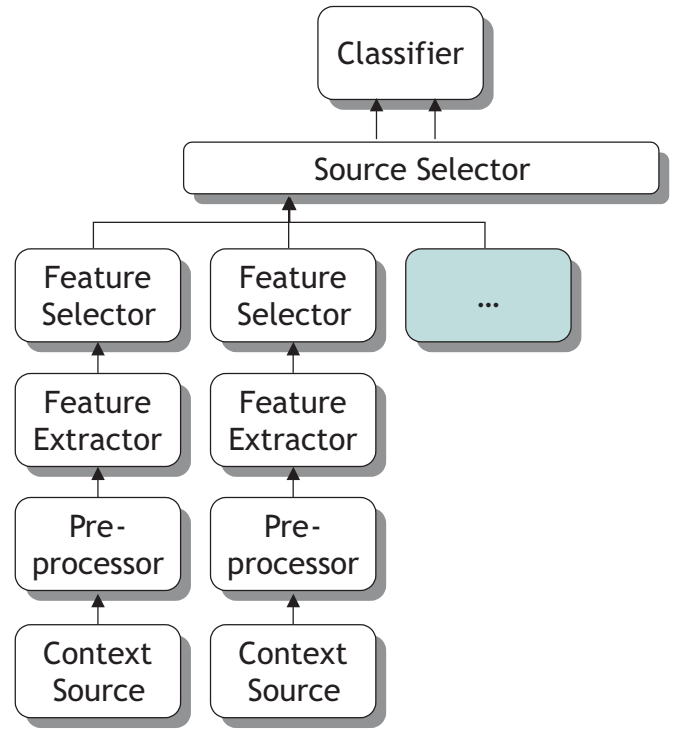 Classifier
Source Selector
Feature
Selector
Feature
Selector
...
Feature
Extractor
Feature
Extractor
Pre-
processor
Pre-
processor
Context
Source
Context
Source